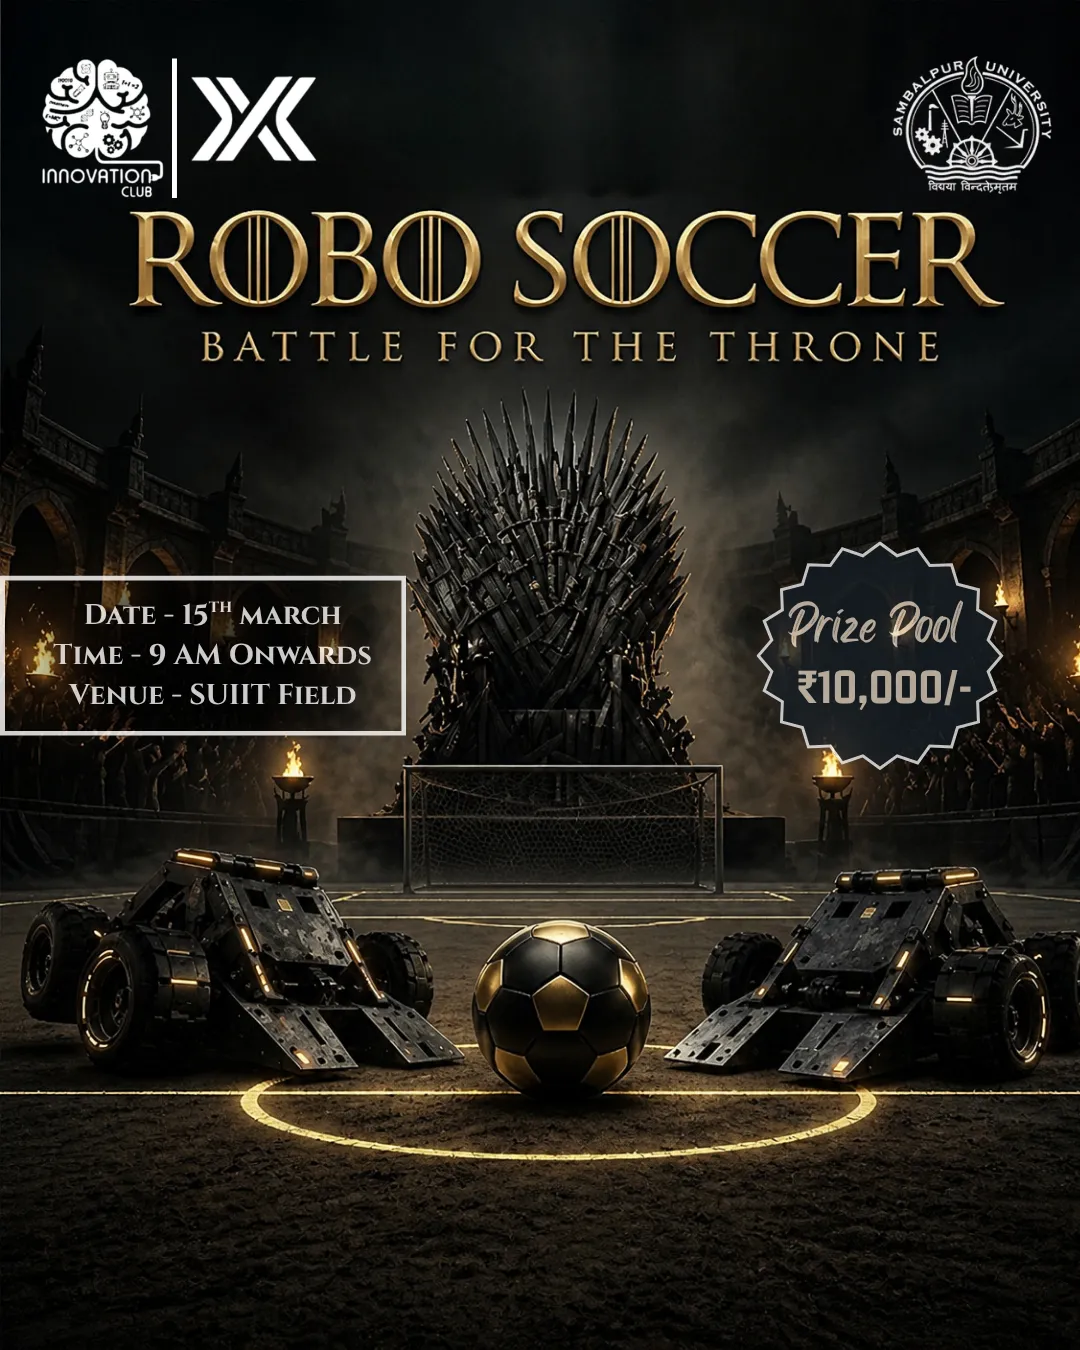 INNOVATION
CLUB
SAMBALPUR UNIVERSITY
विद्यया विन्दतेऽमृतम
ROBO SOCCER
BATTLE FOR THE THRONE
DATE - 15TH MARCH
TIME - 9 AM ONWARDS
VENUE - SUIIT FIELD
Prize Pool
₹10,000/-